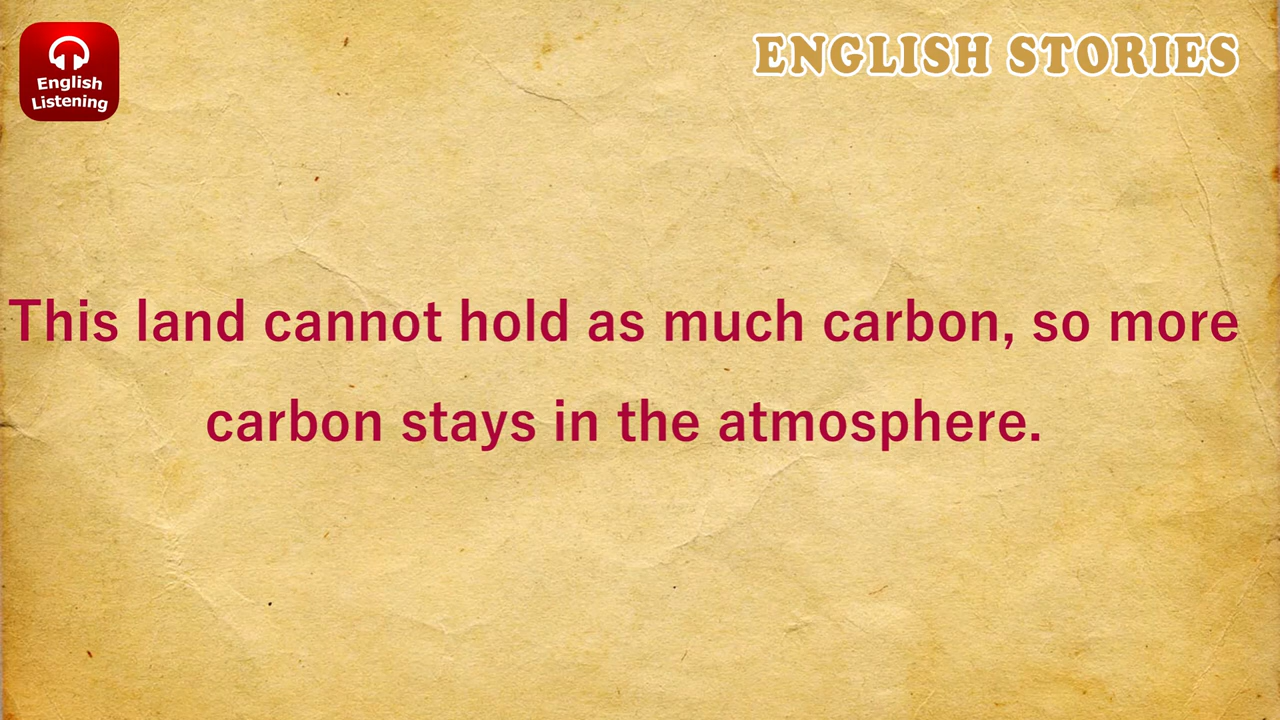 English
Listening
ENGLISH STORIES
This land cannot hold as much carbon, so more
carbon stays in the atmosphere.